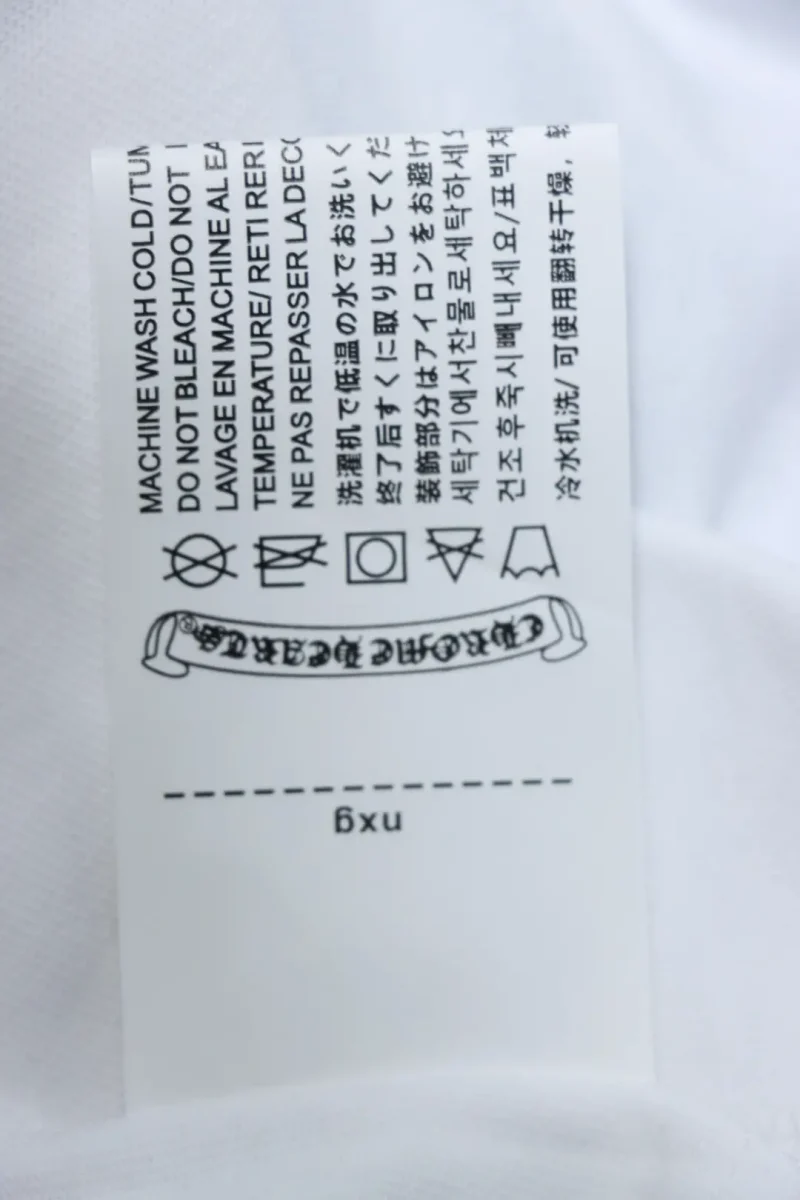 MACHINE WASH COLD/TUM
DO NOT BLEACH/DO NOT
LAVAGE EN MACHINE AL EA
TEMPERATURE/ RETI RERI
NE PAS REPASSER LA DECO
洗濯机で低温の水でお洗いく
终了后すくに取り出してくだ
装飾部分はアイロンをお避け
세탁기에서찬물로세탁하세
건조후죽시빼내세요/표백제
冷水机洗/ 可使用翻转干燥，轻
Chrome Hearts®
nxg